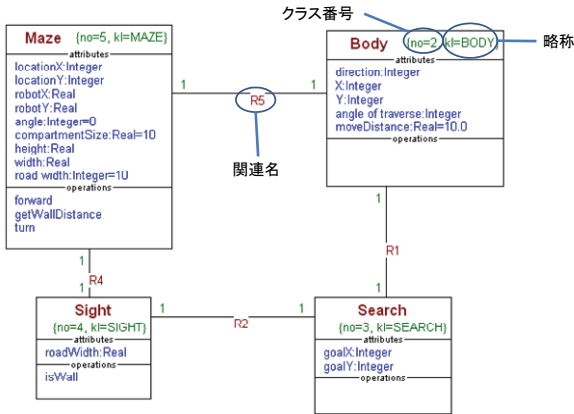 クラス番号
略称
関連名
Maze {no=5, kl=MAZE}
attributes
locationX:Integer
locationY:Integer
robotX:Real
robotY:Real
angle:Integer=0
compartmentSize:Real=10
height:Real
width:Real
road width:Integer=10
operations
forward
getWallDistance
turn
Body {no=2, kl=BODY}
attributes
direction:Integer
X:Integer
Y:Integer
angle of traverse:Integer
moveDistance:Real=10.0
operations
1 R5 1
1
R1
1
1
R4
1
Sight
{no=4, kl=SIGHT}
attributes
roadWidth:Real
operations
isWall
1 R2 1
Search
{no=3, kl=SEARCH}
attributes
goalX:Integer
goalY:Integer
operations